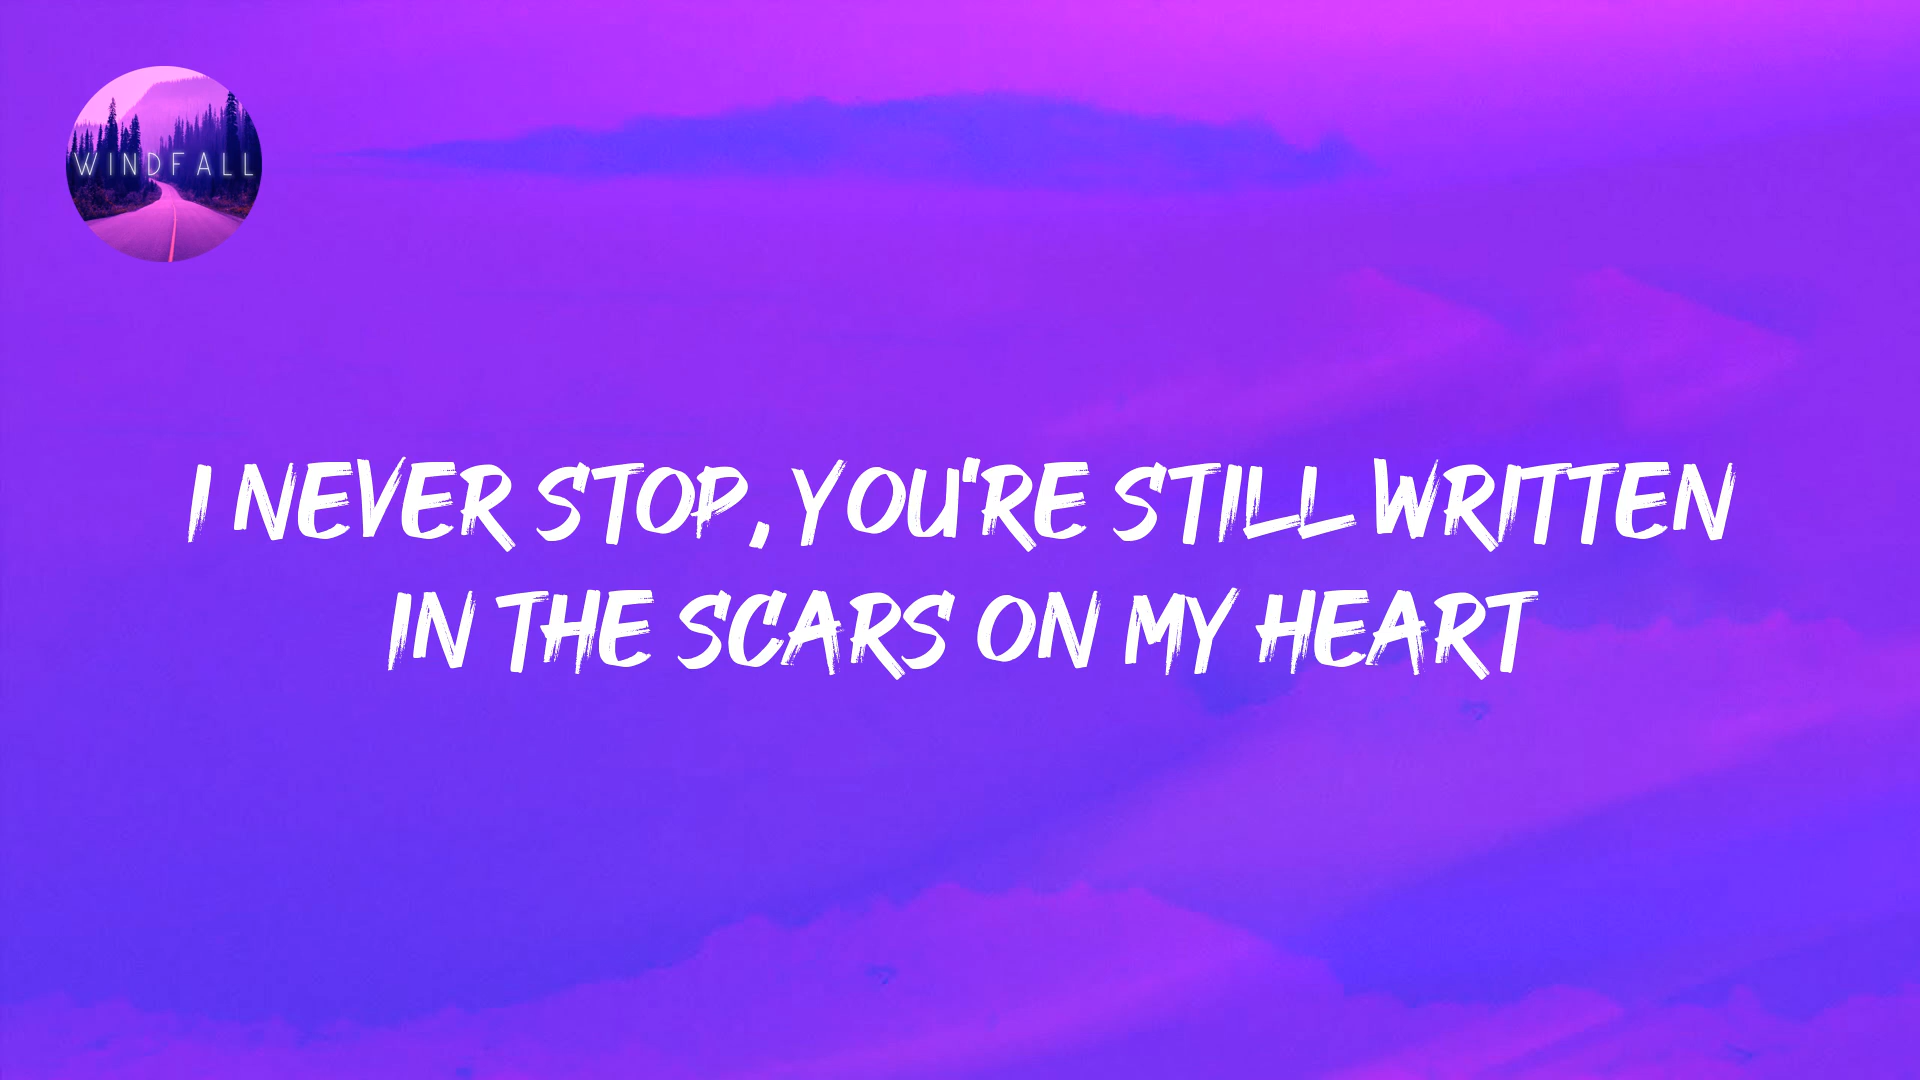 WINDFALL
I NEVER STOP, YOU'RE STILL WRITTEN
IN THE SCARS ON MY HEART